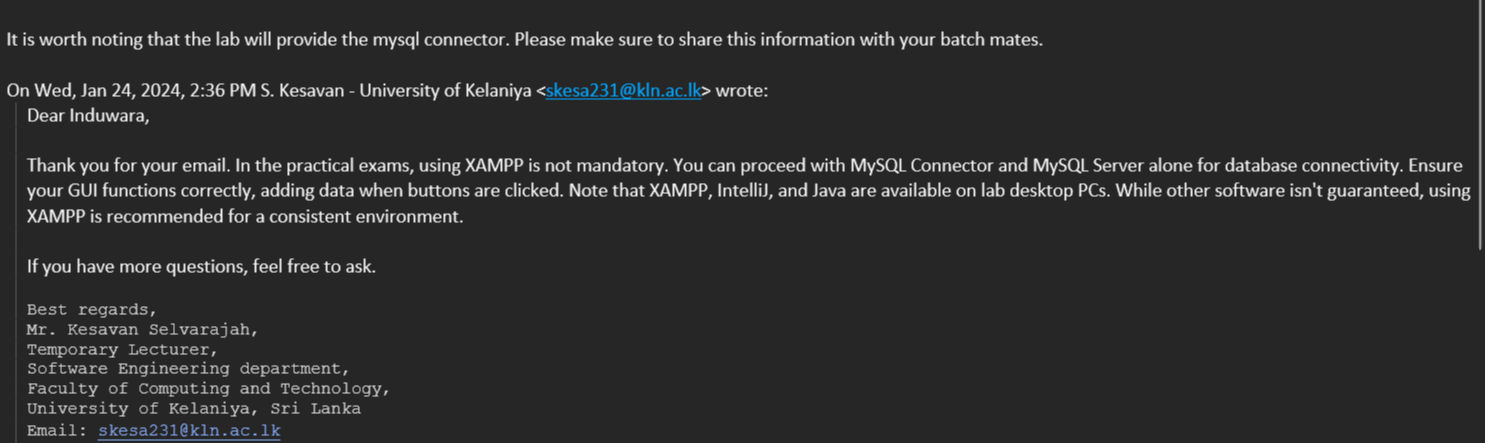 It is worth noting that the lab will provide the mysql connector. Please make sure to share this information with your batch mates.
On Wed, Jan 24, 2024, 2:36 PM S. Kesavan - University of Kelaniya <skesa231@kln.ac.lk> wrote:
Dear Induwara,
Thank you for your email. In the practical exams, using XAMPP is not mandatory. You can proceed with MySQL Connector and MySQL Server alone for database connectivity. Ensure
your GUI functions correctly, adding data when buttons are clicked. Note that XAMPP, IntelliJ, and Java are available on lab desktop PCs. While other software isn't guaranteed, using
XAMPP is recommended for a consistent environment.
If you have more questions, feel free to ask.
Best regards,
Mr. Kesavan Selvarajah,
Temporary Lecturer,
Software Engineering department,
Faculty of Computing and Technology,
University of Kelaniya, Sri Lanka
Email: skesa231@kln.ac.lk